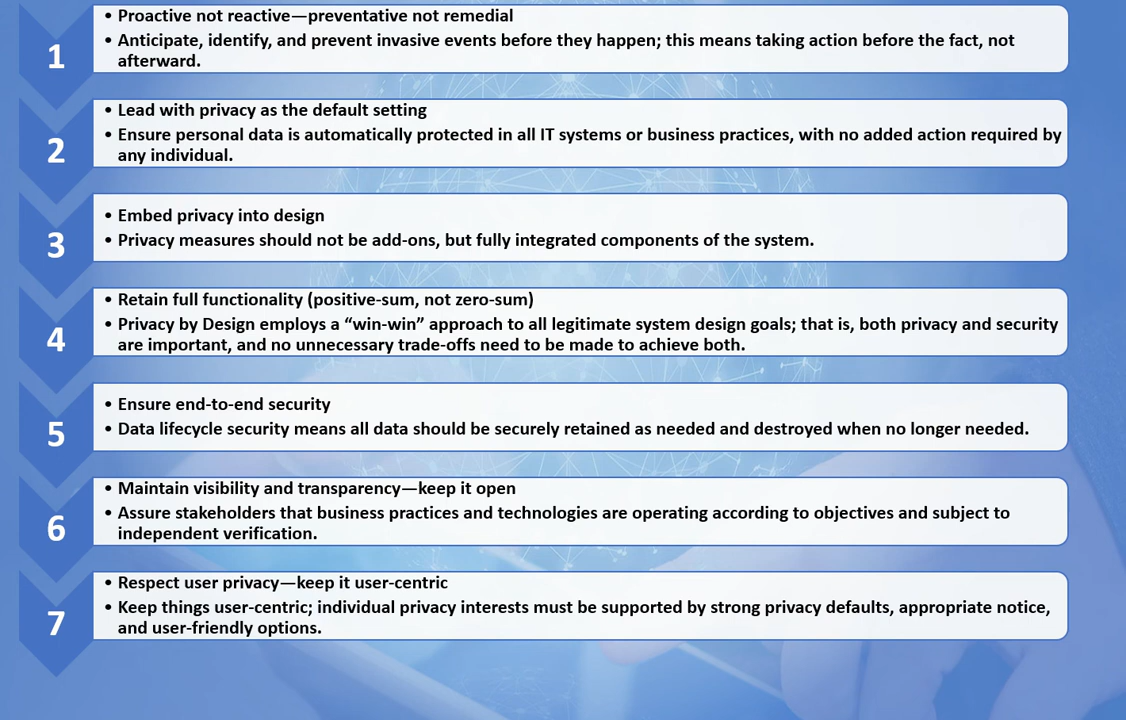 1
• Proactive not reactive—preventative not remedial
• Anticipate, identify, and prevent invasive events before they happen; this means taking action before the fact, not
afterward.
2
• Lead with privacy as the default setting
• Ensure personal data is automatically protected in all IT systems or business practices, with no added action required by
any individual.
3
• Embed privacy into design
• Privacy measures should not be add-ons, but fully integrated components of the system.
4
• Retain full functionality (positive-sum, not zero-sum)
• Privacy by Design employs a “win-win” approach to all legitimate system design goals; that is, both privacy and security
are important, and no unnecessary trade-offs need to be made to achieve both.
5
• Ensure end-to-end security
• Data lifecycle security means all data should be securely retained as needed and destroyed when no longer needed.
6
• Maintain visibility and transparency—keep it open
• Assure stakeholders that business practices and technologies are operating according to objectives and subject to
independent verification.
7
• Respect user privacy—keep it user-centric
• Keep things user-centric; individual privacy interests must be supported by strong privacy defaults, appropriate notice,
and user-friendly options.